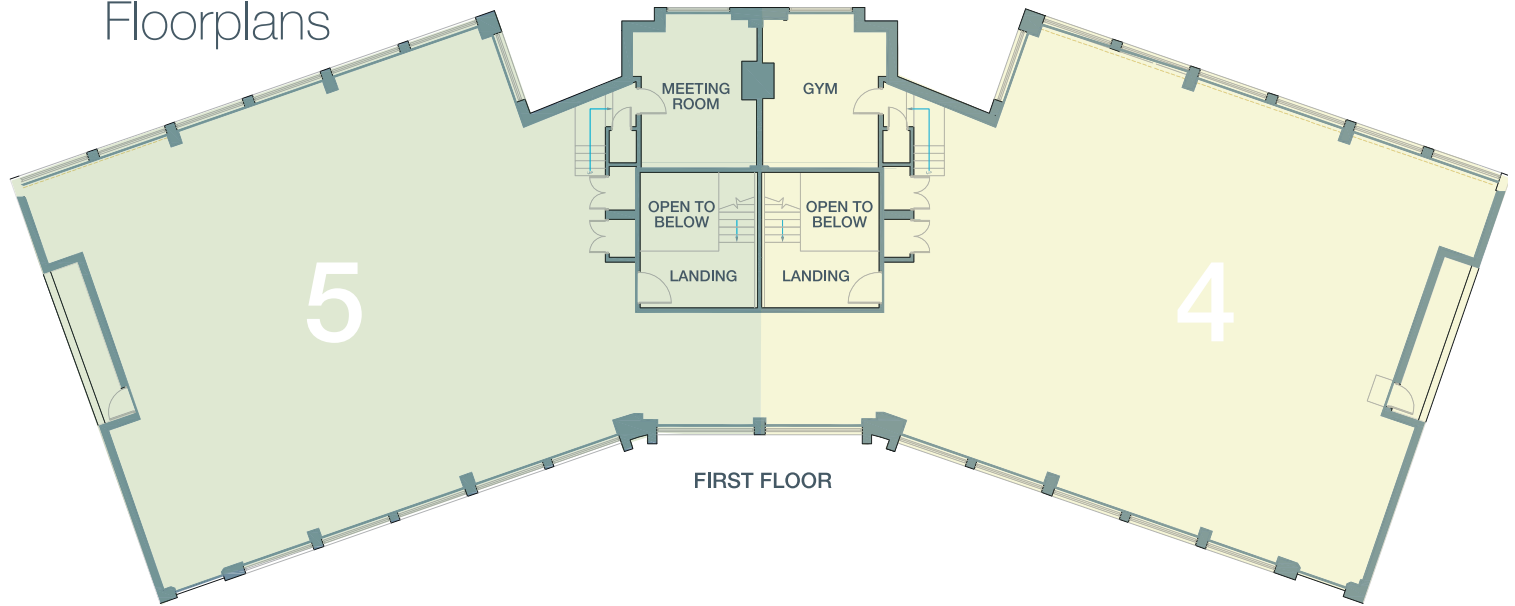 Floorplans
MEETING
ROOM
GYM
OPEN TO
BELOW
OPEN TO
BELOW
LANDING
LANDING
5
4
FIRST FLOOR